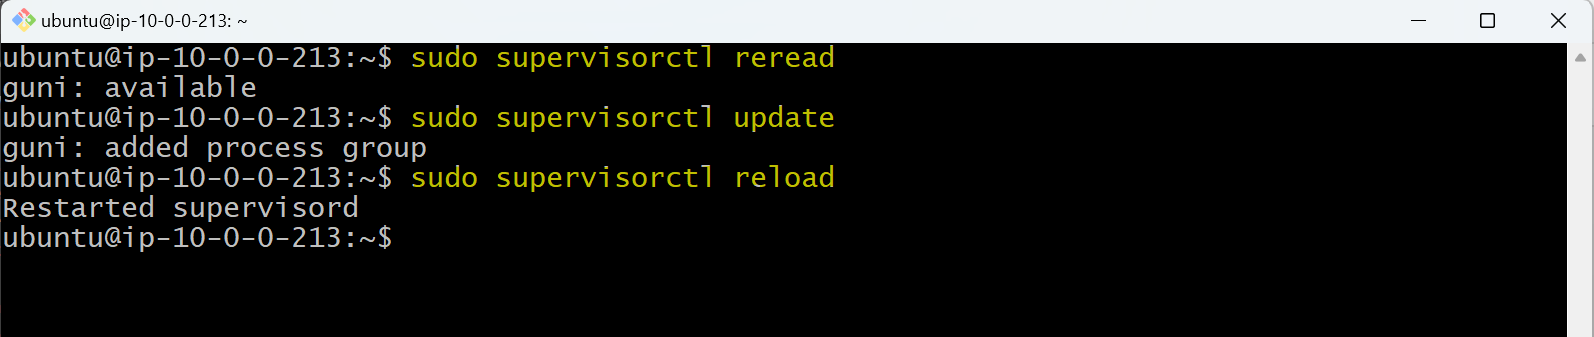 ubuntu@ip-10-0-0-213: ~
ubuntu@ip-10-0-0-213:~$ sudo supervisorctl reread
guni: available
ubuntu@ip-10-0-0-213:~$ sudo supervisorctl update
guni: added process group
ubuntu@ip-10-0-0-213:~$ sudo supervisorctl reload
Restarted supervisord
ubuntu@ip-10-0-0-213:~$